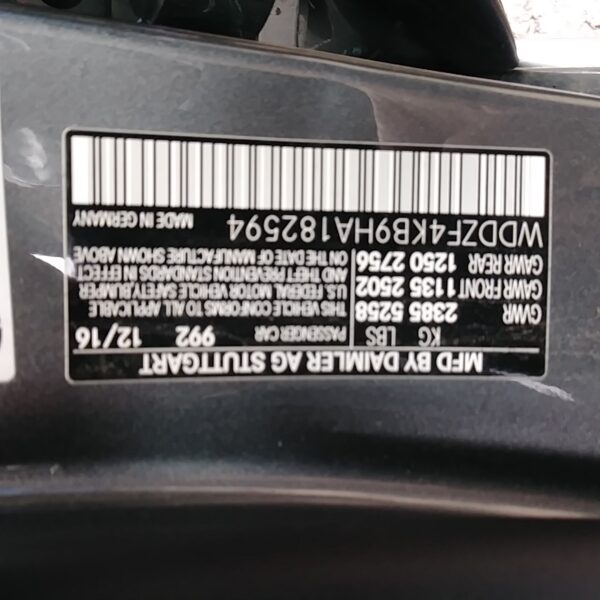 MFD BY DAIMLER AG STUTTGART
KG LBS PASSENGER CAR 992 12/16
GWR 2385 5258 THIS VEHICLE CONFORMS TO ALL APPLICABLE
GAWR FRONT 1135 2502 U.S. FEDERAL MOTOR VEHICLE SAFETY, BUMPER
GAWR REAR 1250 2756 AND THEFT PREVENTION STANDARDS IN EFFECT
ON THE DATE OF MANUFACTURE SHOWN ABOVE
WDDZF4KB9HA182594 MADE IN GERMANY